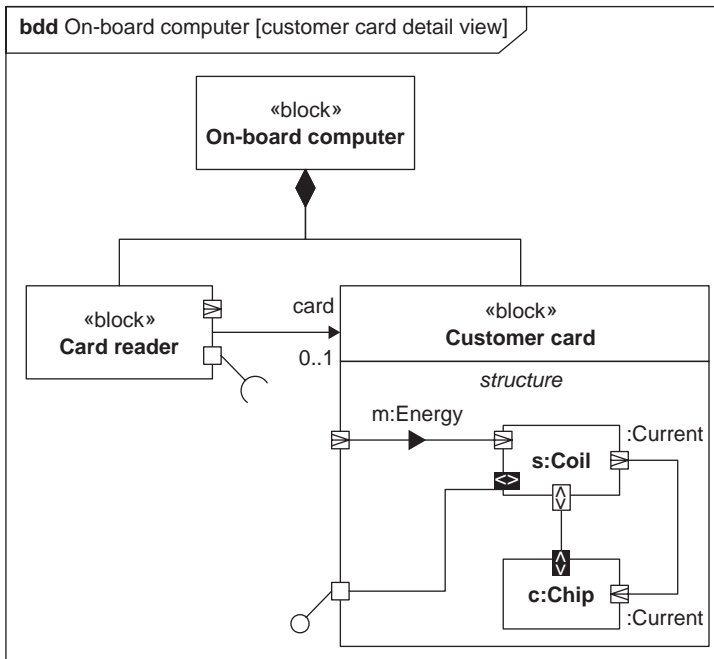 bdd On-board computer [customer card detail view]
«block»
On-board computer
«block»
Card reader
card
0..1
«block»
Customer card
structure
m:Energy
:Current
s:Coil
<>
<>
<>
c:Chip
:Current